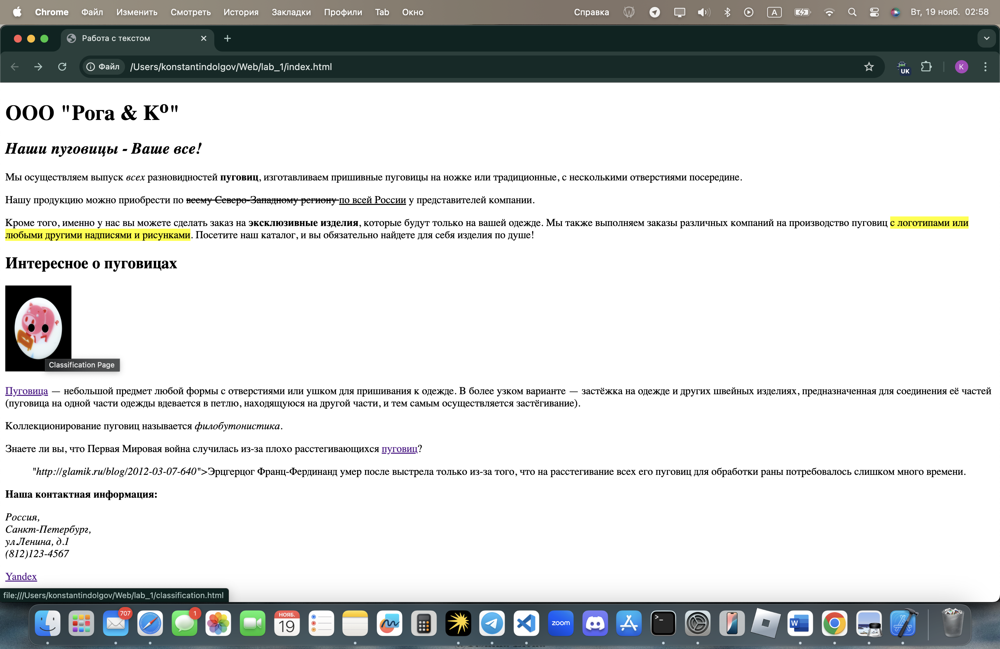 Chrome Файл Изменить Смотреть История Закладки Профили Tab Окно Справка A Вт, 19 нояб. 02:58
Работа с текстом
Файл /Users/konstantindolgov/Web/lab_1/index.html UK K
ООО "Рога & Kº"
Наши пуговицы - Ваше все!
Мы осуществляем выпуск всех разновидностей пуговиц, изготавливаем пришивные пуговицы на ножке или традиционные, с несколькими отверстиями посередине.
Нашу продукцию можно приобрести по всему Северо-Западному региону по всей России у представителей компании.
Кроме того, именно у нас вы можете сделать заказ на эксклюзивные изделия, которые будут только на вашей одежде. Мы также выполняем заказы различных компаний на производство пуговиц с логотипами или
любыми другими надписями и рисунками. Посетите наш каталог, и вы обязательно найдете для себя изделия по душе!
Интересное о пуговицах
Classification Page
Пуговица — небольшой предмет любой формы с отверстиями или ушком для пришивания к одежде. В более узком варианте — застёжка на одежде и других швейных изделиях, предназначенная для соединения её частей
(пуговица на одной части одежды вдевается в петлю, находящуюся на другой части, и тем самым осуществляется застёгивание).
Коллекционирование пуговиц называется филобутонистика.
Знаете ли вы, что Первая Мировая война случилась из-за плохо расстегивающихся пуговиц?
"http://glamik.ru/blog/2012-03-07-640">Эрцгерцог Франц-Фердинанд умер после выстрела только из-за того, что на расстегивание всех его пуговиц для обработки раны потребовалось слишком много времени.
Наша контактная информация:
Россия,
Санкт-Петербург,
ул.Ленина, д.1
(812)123-4567
Yandex
file:///Users/konstantindolgov/Web/lab_1/classification.html
707 1 НОЯБ. 19 zoom >_ W